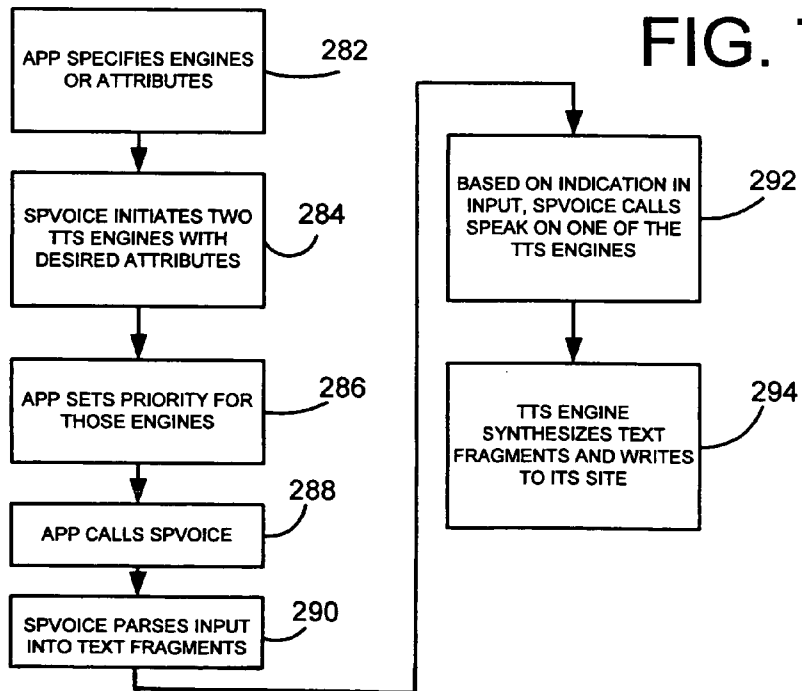 FIG.
APP SPECIFIES ENGINES
OR ATTRIBUTES
282
SPVOICE INITIATES TWO
TTS ENGINES WITH
DESIRED ATTRIBUTES
284
APP SETS PRIORITY FOR
THOSE ENGINES
286
APP CALLS SPVOICE
288
SPVOICE PARSES INPUT
INTO TEXT FRAGMENTS
290
BASED ON INDICATION IN
INPUT, SPVOICE CALLS
SPEAK ON ONE OF THE
TTS ENGINES
292
TTS ENGINE
SYNTHESIZES TEXT
FRAGMENTS AND WRITES
TO ITS SITE
294